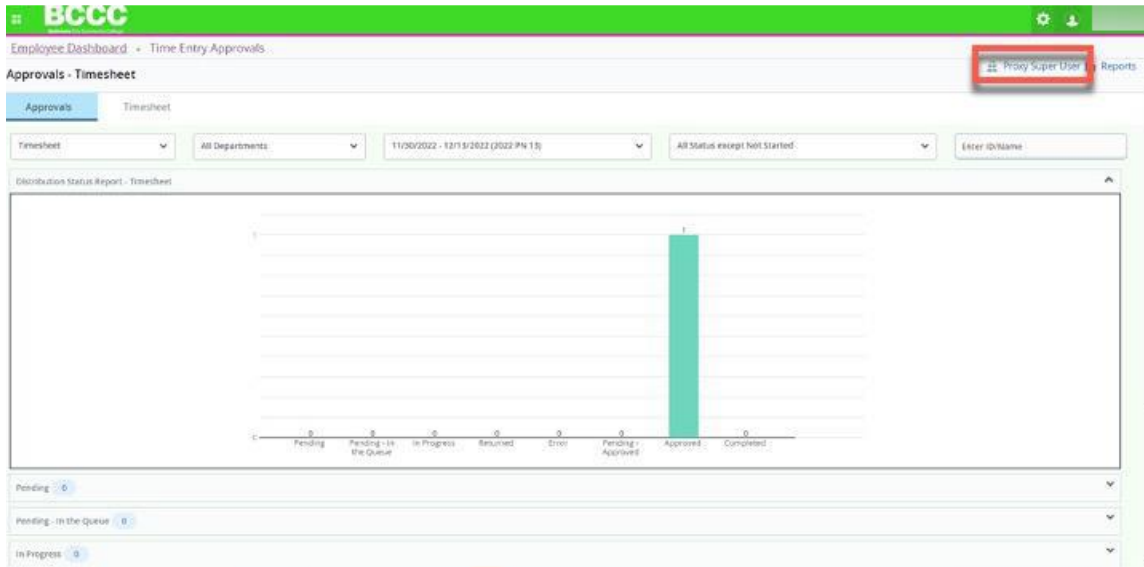 BCCC
Employee Dashboard • Time Entry Approvals
Approvals - Timesheet
Proxy Super User Reports
Approvals Timesheet
Timesheet All Departments 11/30/2022 - 12/13/2022 (2022 PN 13) All Status except Not Started Enter ID/Name
Distribution Status Report - Timesheet
1
1
0 0 0 0 0 0 0
Pending Pending - In the Queue In Progress Returned Error Pending - Approved Approved Completed
Pending 0
Pending - In the Queue 0
In Progress 0